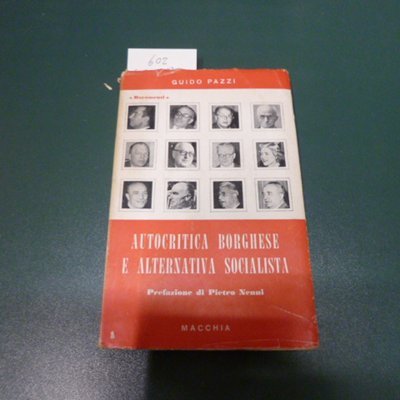 602
GUIDO PAZZI
« Documenti »
AUTOCRITICA BORGHESE
E ALTERNATIVA SOCIALISTA
Prefazione di Pietro Nenni
MACCHIA